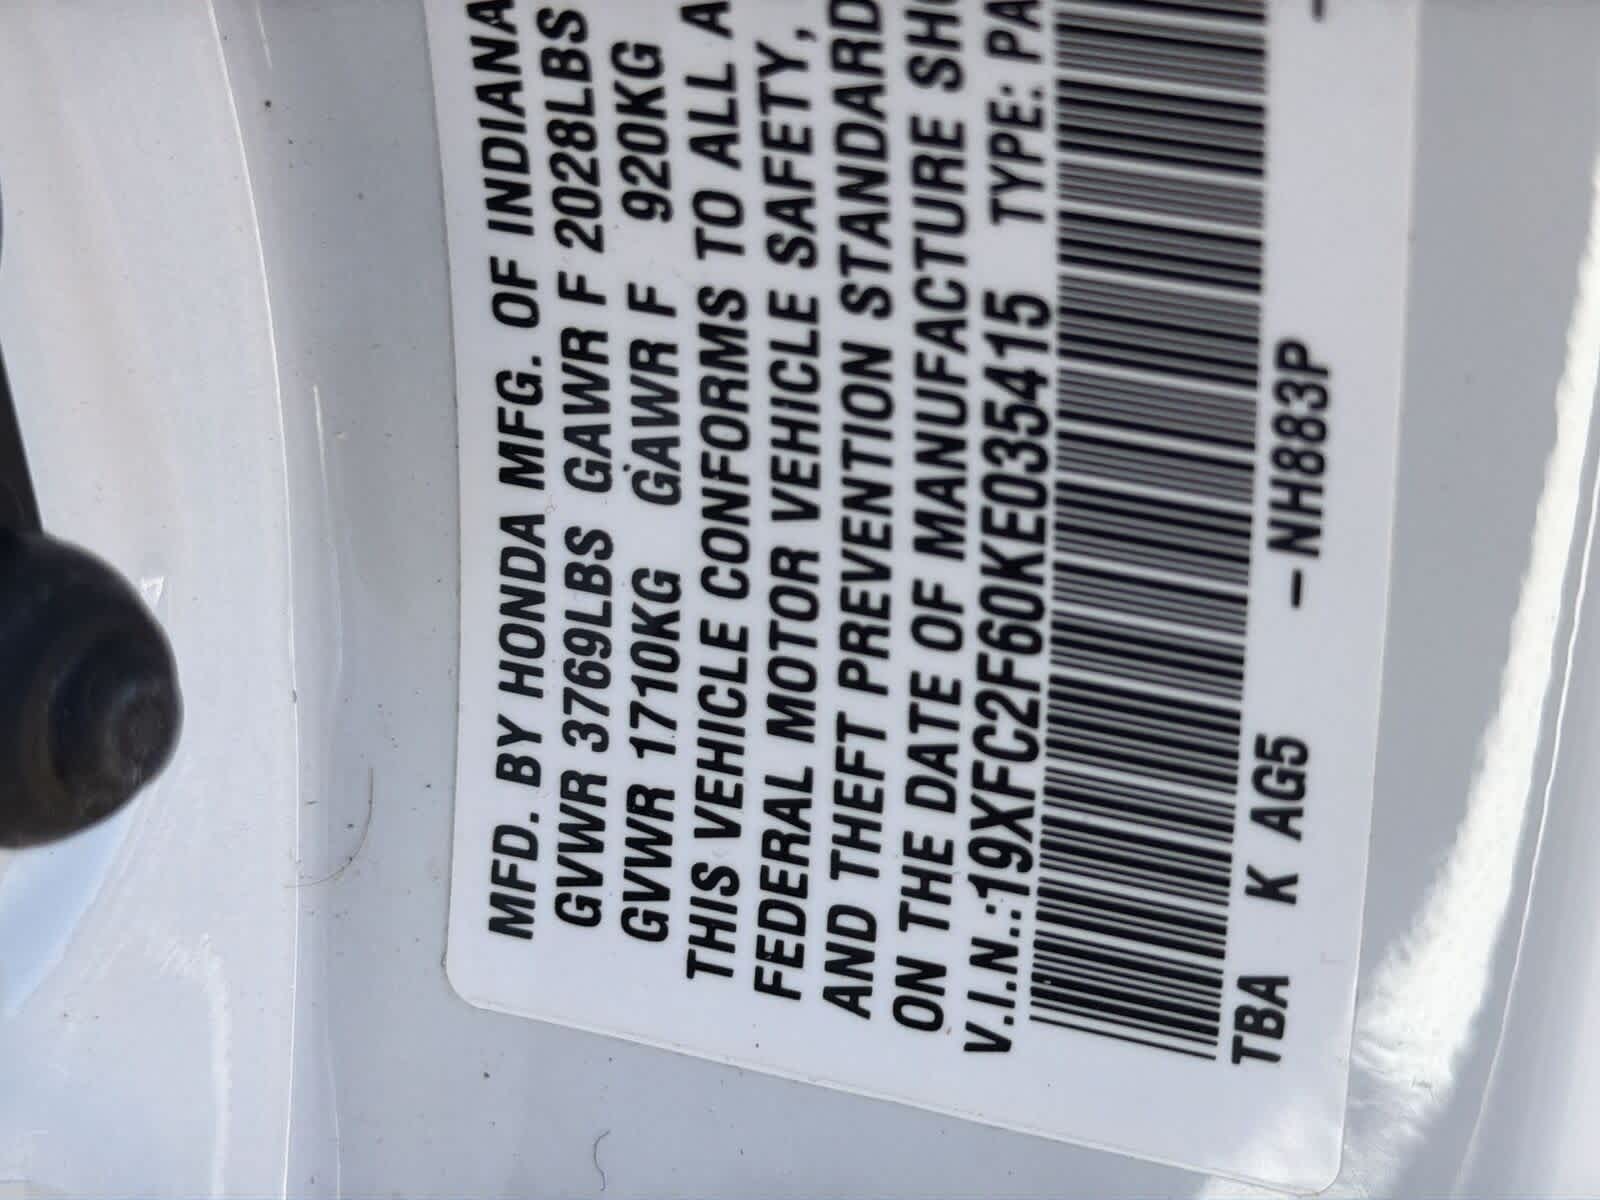 MFD. BY HONDA MFG. OF INDIANA
GVWR 3769LBS GAWR F 2028LBS
GVWR 1710KG GAWR F 920KG
THIS VEHICLE CONFORMS TO ALL A
FEDERAL MOTOR VEHICLE SAFETY,
AND THEFT PREVENTION STANDARD
ON THE DATE OF MANUFACTURE SHO
V.I.N.:19XFC2F60KE035415 TYPE: PA
TBA K AG5 –NH883P –